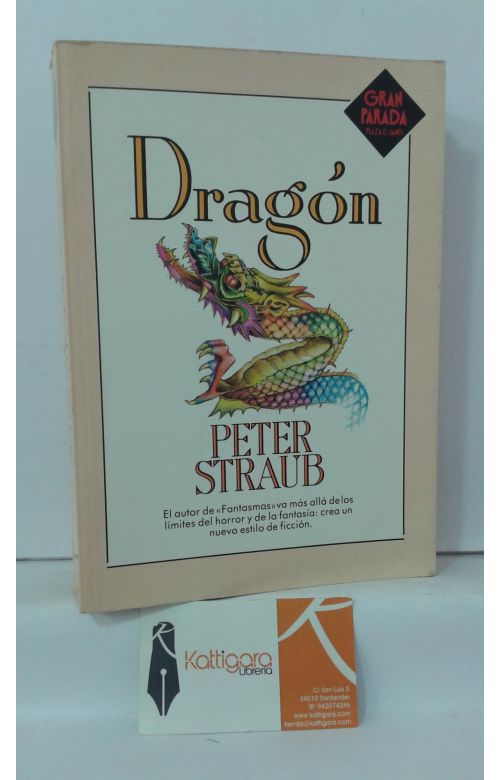 GRAN
PARADA
PLAZA & JANES
Dragón
PETER
STRAUB
El autor de «Fantasmas» va más allá de los
límites del horror y de la fantasía: crea un
nuevo estilo de ficción.
Kattigara
Librería
C/ San Luis 5
39010 Santander
tlf: 942074286
www.kattigara.com
tienda@kattigara.com